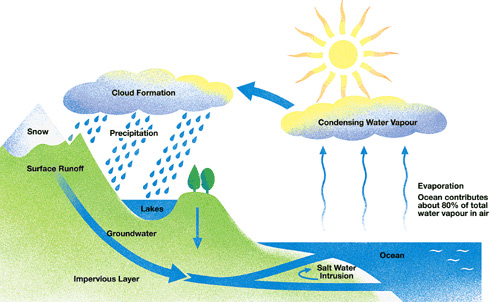 Cloud Formation
Condensing Water Vapour
Snow
Precipitation
Surface Runoff
Evaporation
Ocean contributes
about 80% of total
water vapour in air
Lakes
Groundwater
Ocean
Salt Water
Intrusion
Impervious Layer